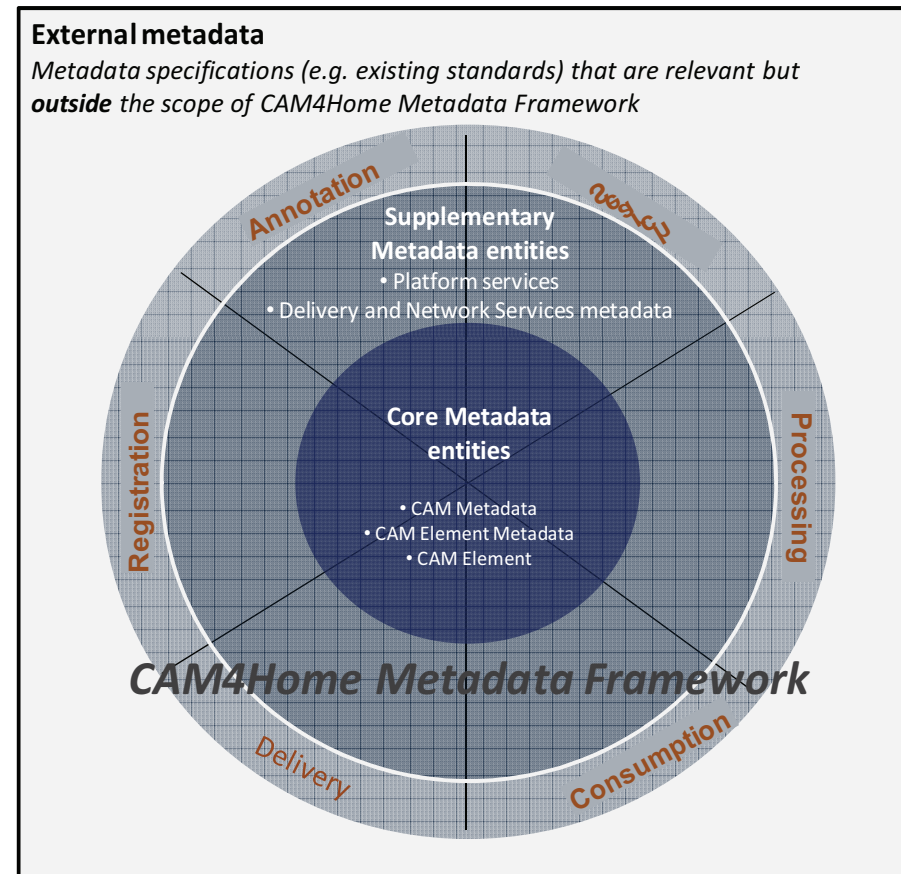 External metadata
Metadata specifications (e.g. existing standards) that are relevant but
outside the scope of CAM4Home Metadata Framework
Annotation
Supplementary
Metadata entities
• Platform services
• Delivery and Network Services metadata
Registration
Core Metadata
entities
Processing
• CAM Metadata
• CAM Element Metadata
• CAM Element
CAM4Home Metadata Framework
Delivery
Consumption